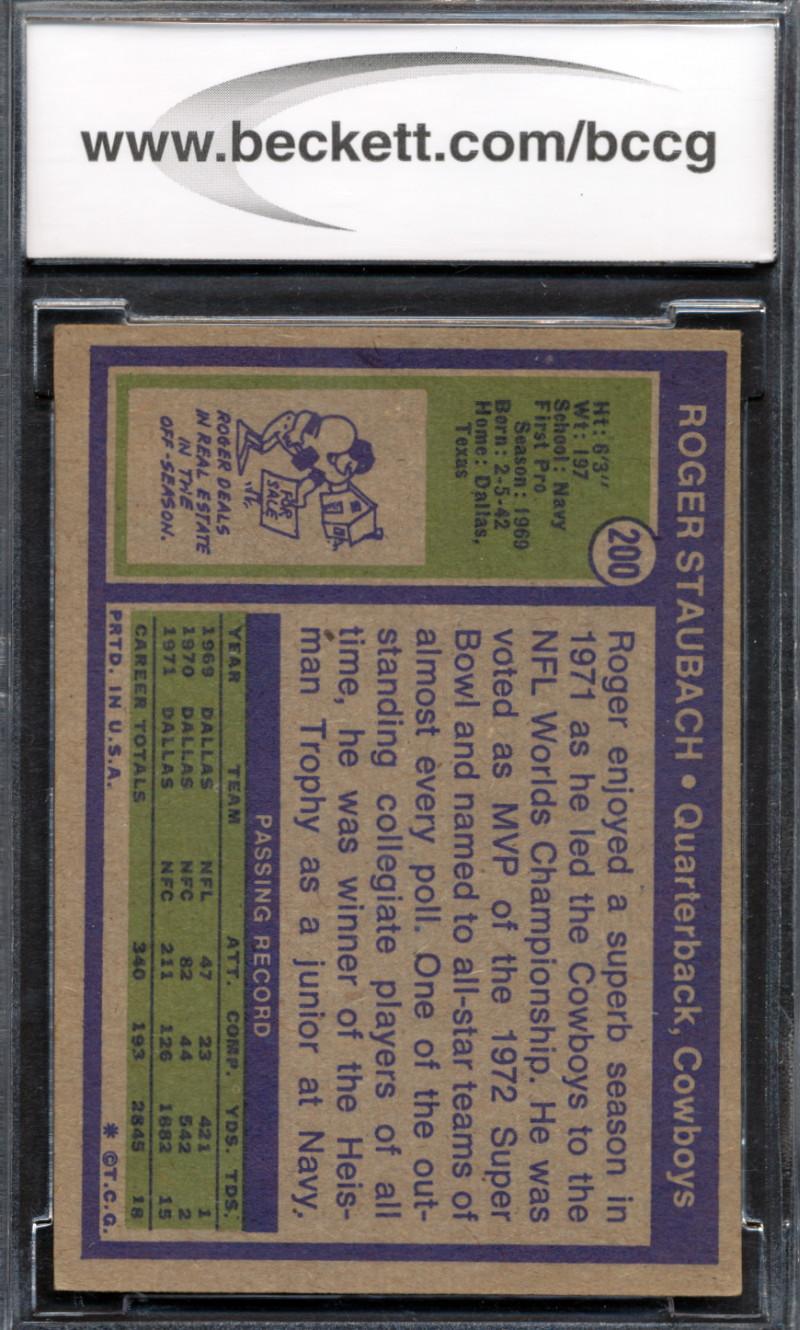 www.beckett.com/bccg
ROGER STAUBACH • Quarterback, Cowboys
200
Ht: 6'3"
Wt: 197
School: Navy
First Pro
Season: 1969
Born: 2-5-42
Home: Dallas,
Texas
FOR
SALE
ROGER DEALS
IN REAL ESTATE
IN THE
OFF-SEASON.
Roger enjoyed a superb season in
1971 as he led the Cowboys to the
NFL Worlds Championship. He was
voted as MVP of the 1972 Super
Bowl and named to all-star teams of
almost every poll. One of the out-
standing collegiate players of all
time, he was winner of the Heis-
man Trophy as a junior at Navy.
PASSING RECORD
YEAR TEAM ATT. COMP. YDS. TDS.
1969 DALLAS NFL 47 23 421 1
1970 DALLAS NFC 82 44 542 2
1971 DALLAS NFC 211 126 1682 15
CAREER TOTALS 340 193 2845 18
PRTD. IN U.S.A. * ©T.C.G.